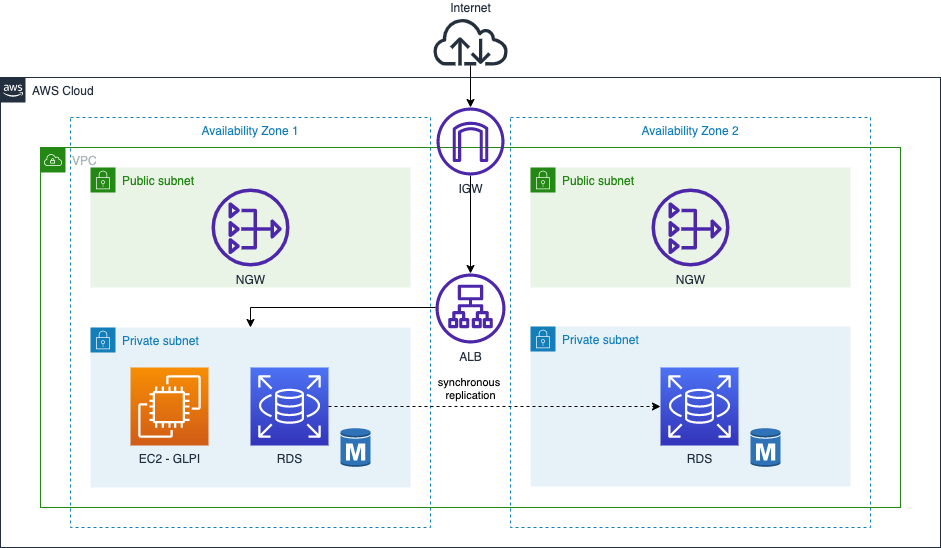 Internet
aws
AWS Cloud
Availability Zone 1
Availability Zone 2
VPC
Public subnet
Public subnet
IGW
NGW
NGW
Private subnet
Private subnet
ALB
synchronous
replication
EC2 - GLPI
RDS
M
RDS
M